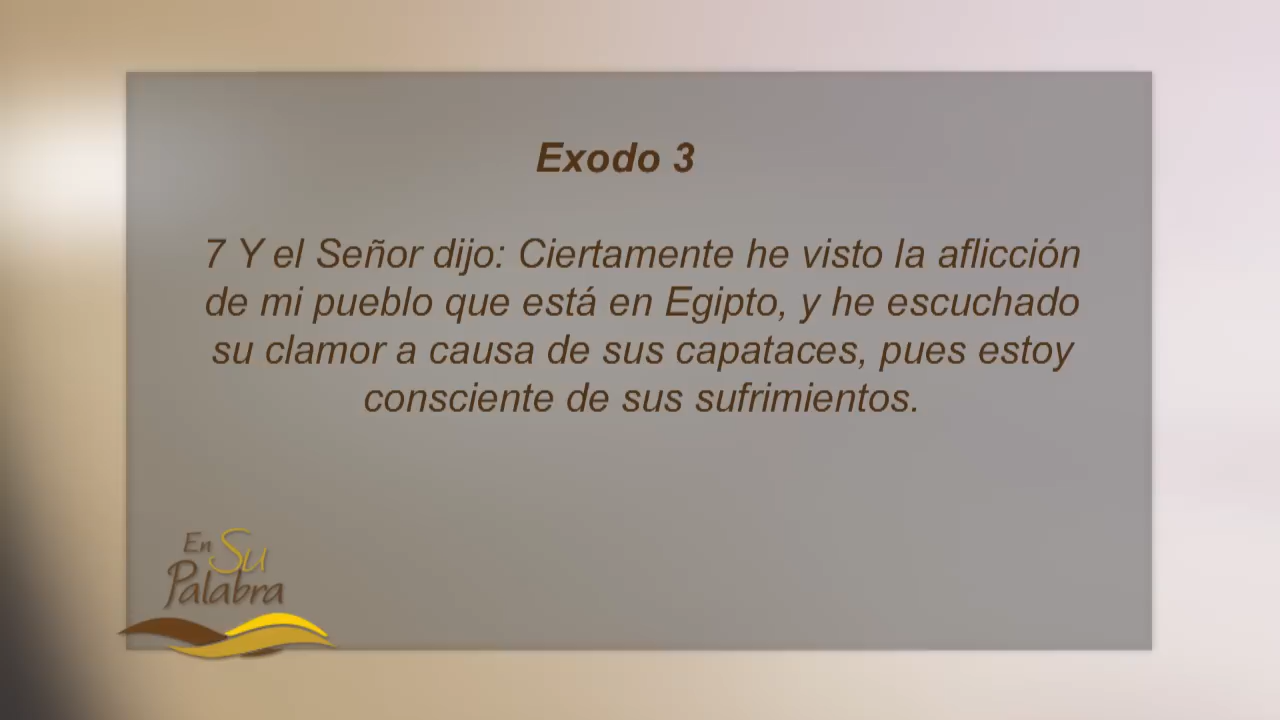 Exodo 3
7 Y el Señor dijo: Ciertamente he visto la aflicción
de mi pueblo que está en Egipto, y he escuchado
su clamor a causa de sus capataces, pues estoy
consciente de sus sufrimientos.
En Su
Palabra